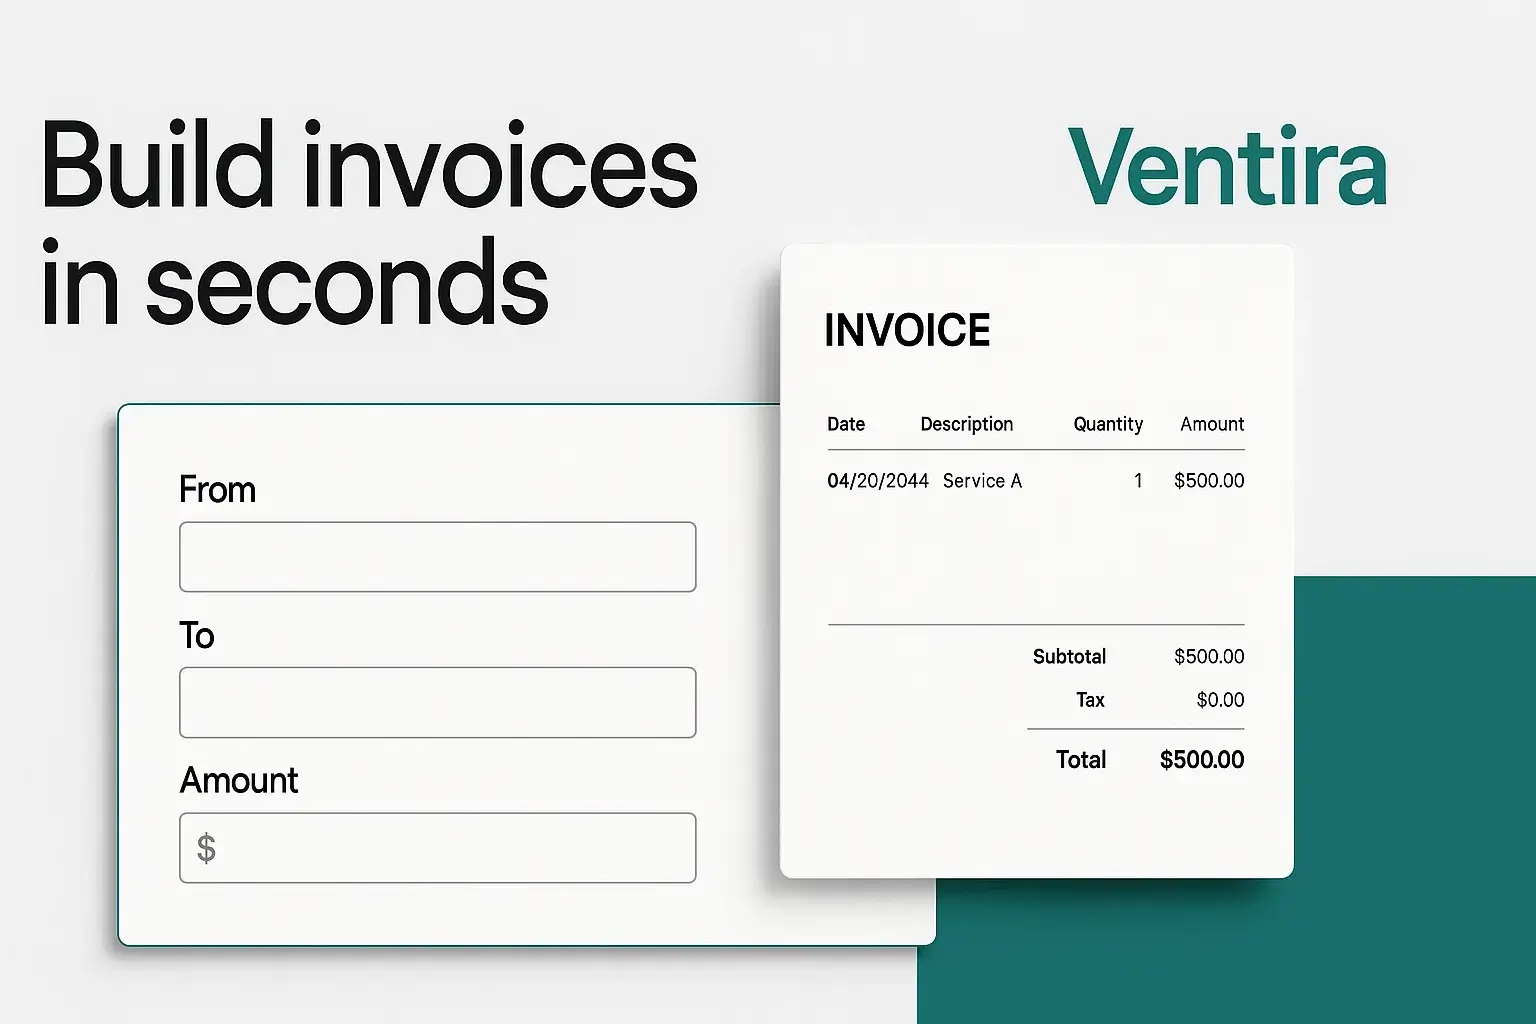 Build invoices
in seconds
Ventira
From
To
Amount
$
INVOICE
Date Description Quantity Amount
04/20/2044 Service A 1 $500.00
Subtotal $500.00
Tax $0.00
Total $500.00